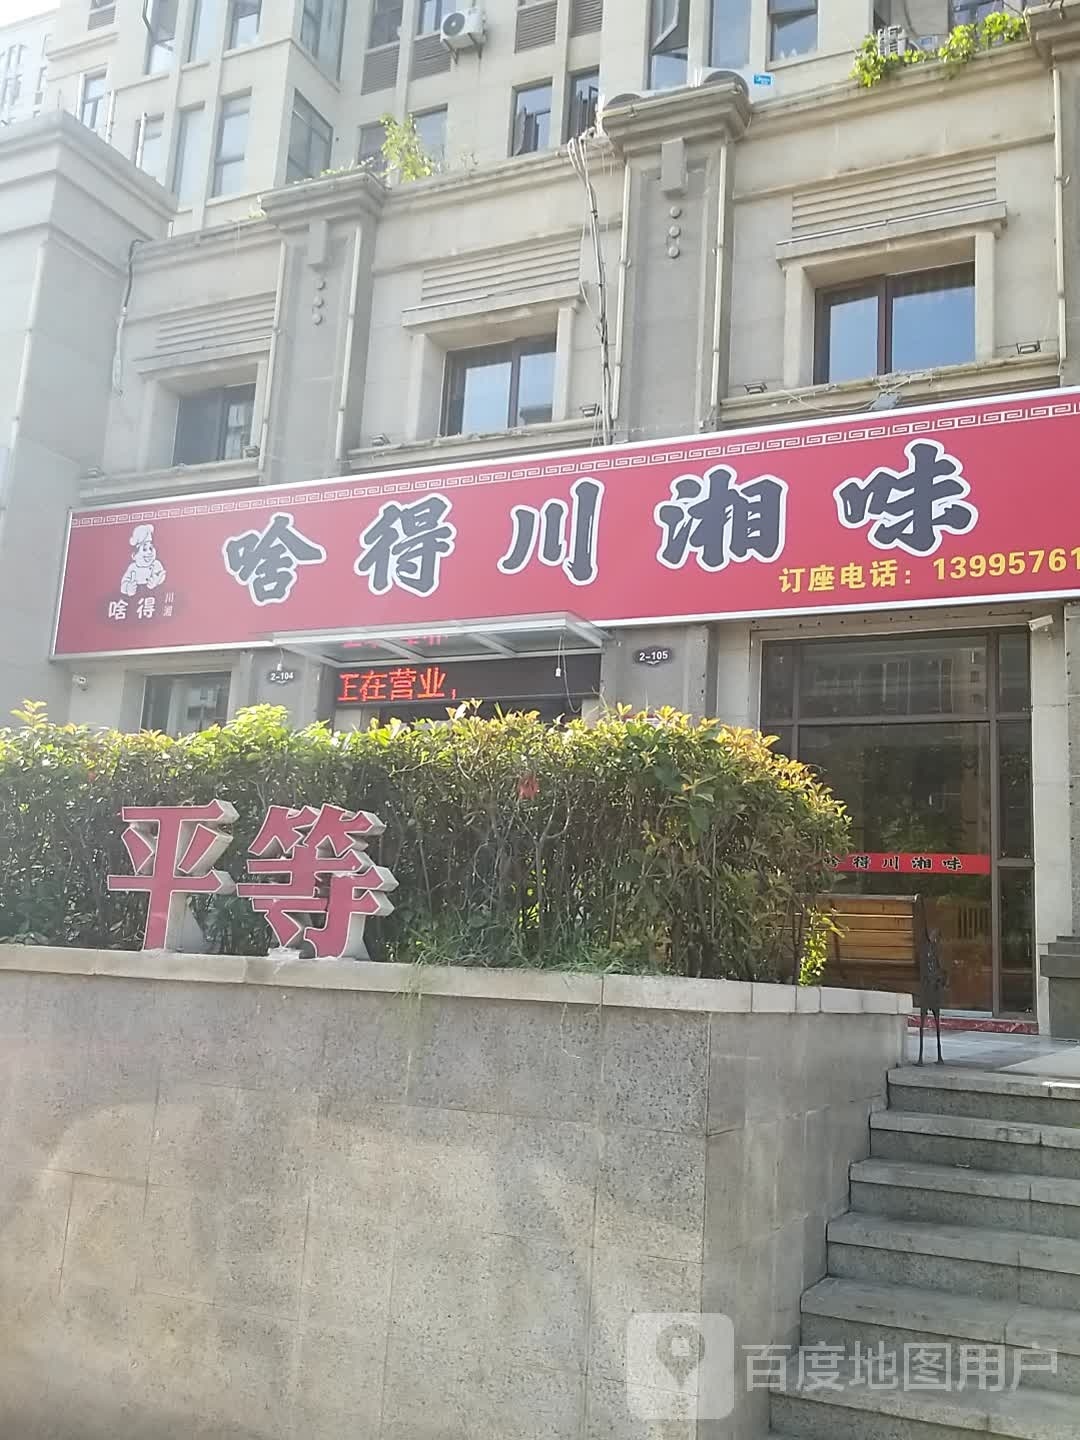 啥得川湘味
订座电话：13995761
啥得
川湘
2-104
2-105
正在营业，
平等
啥得川湘味
百度地图用户